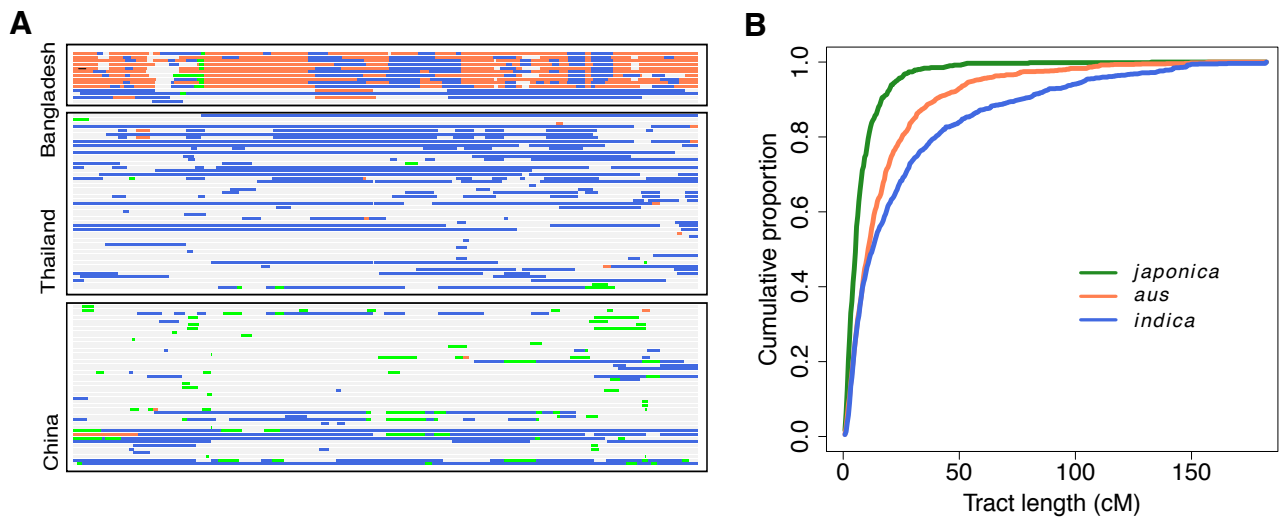 A
Bangladesh
Thailand
China
B
Cumulative proportion
1.0
0.8
0.6
0.4
0.2
0.0
japonica
aus
indica
0 50 100 150
Tract length (cM)